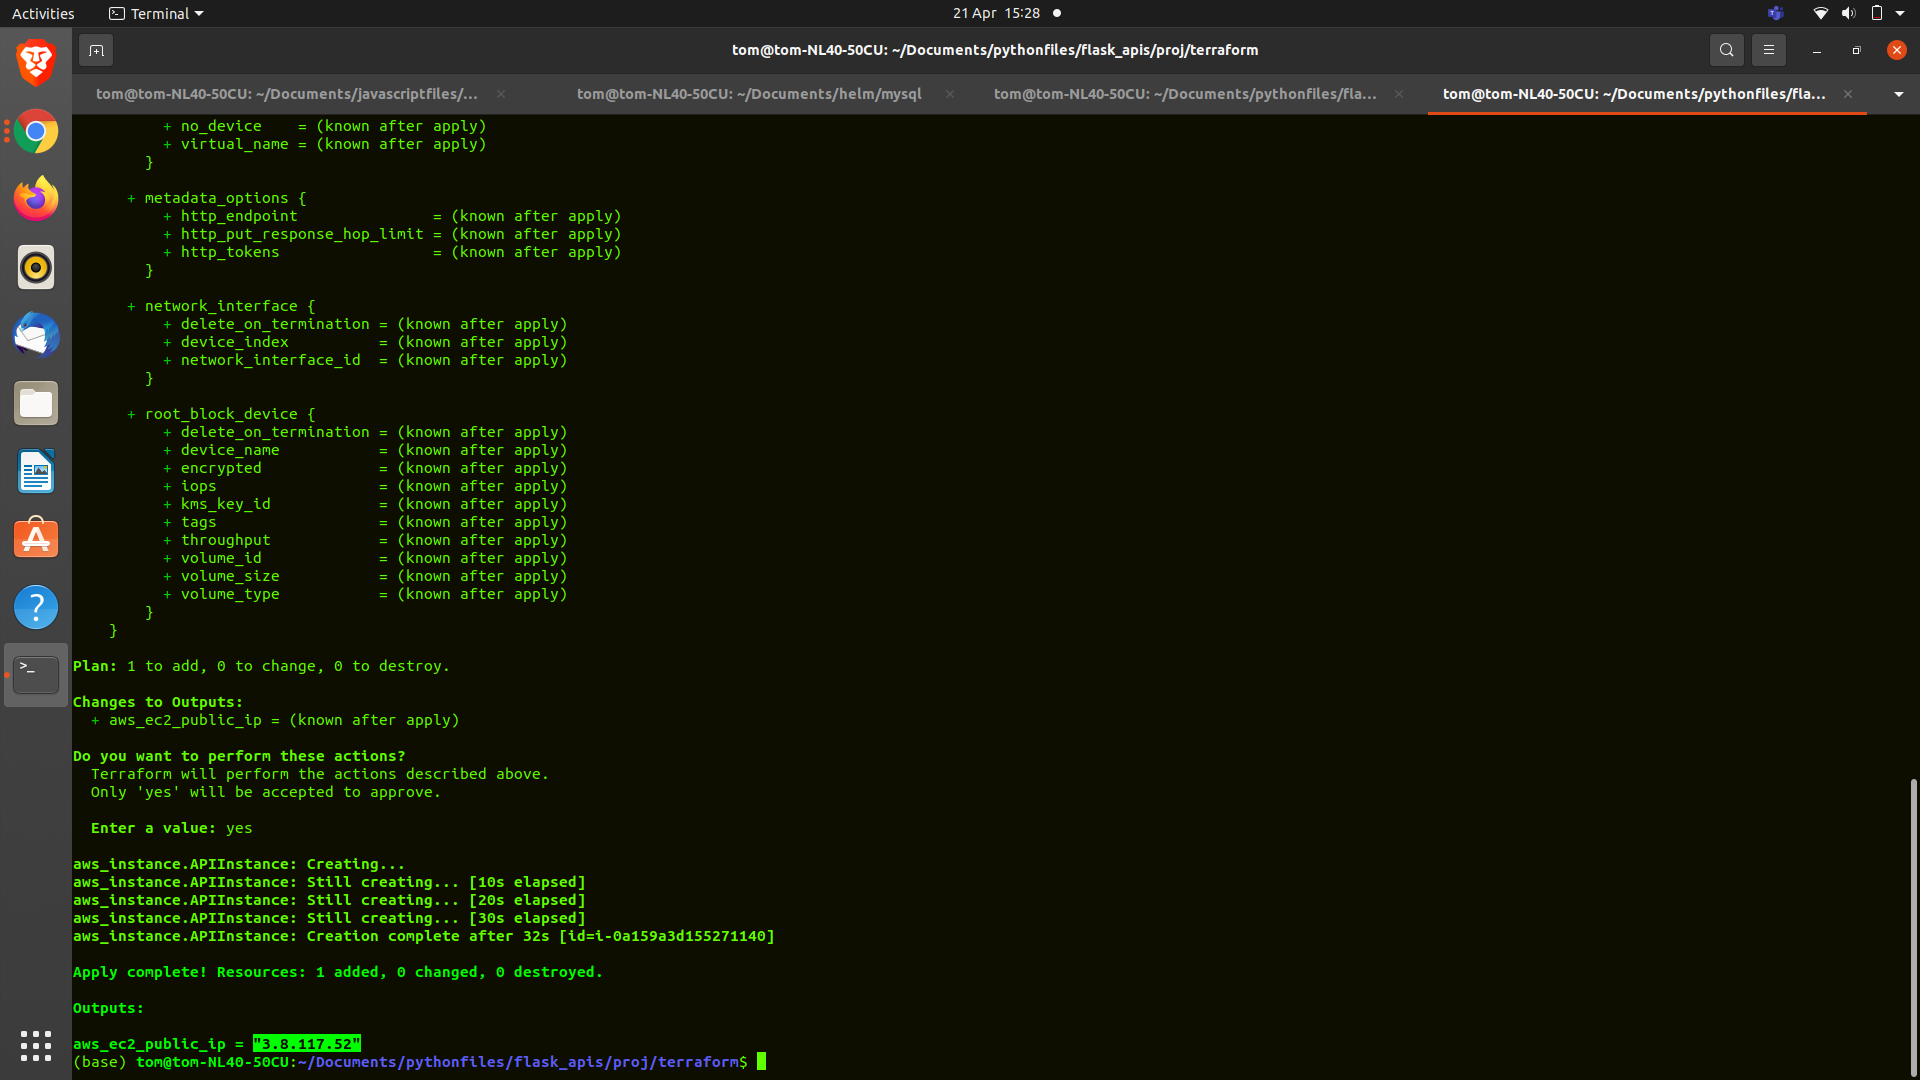 Activities
Terminal
21 Apr 15:28
tom@tom-NL40-50CU: ~/Documents/pythonfiles/flask_apis/proj/terraform
tom@tom-NL40-50CU: ~/Documents/javascriptfiles/...
tom@tom-NL40-50CU: ~/Documents/helm/mysql
tom@tom-NL40-50CU: ~/Documents/pythonfiles/fla...
tom@tom-NL40-50CU: ~/Documents/pythonfiles/fla...
+ no_device    = (known after apply)
+ virtual_name = (known after apply)
}
+ metadata_options {
+ http_endpoint               = (known after apply)
+ http_put_response_hop_limit = (known after apply)
+ http_tokens                 = (known after apply)
}
+ network_interface {
+ delete_on_termination = (known after apply)
+ device_index          = (known after apply)
+ network_interface_id  = (known after apply)
}
+ root_block_device {
+ delete_on_termination = (known after apply)
+ device_name           = (known after apply)
+ encrypted             = (known after apply)
+ iops                  = (known after apply)
+ kms_key_id            = (known after apply)
+ tags                  = (known after apply)
+ throughput            = (known after apply)
+ volume_id             = (known after apply)
+ volume_size           = (known after apply)
+ volume_type           = (known after apply)
}
}
Plan: 1 to add, 0 to change, 0 to destroy.
Changes to Outputs:
+ aws_ec2_public_ip = (known after apply)
Do you want to perform these actions?
Terraform will perform the actions described above.
Only 'yes' will be accepted to approve.
Enter a value: yes
aws_instance.APIInstance: Creating...
aws_instance.APIInstance: Still creating... [10s elapsed]
aws_instance.APIInstance: Still creating... [20s elapsed]
aws_instance.APIInstance: Still creating... [30s elapsed]
aws_instance.APIInstance: Creation complete after 32s [id=i-0a159a3d155271140]
Apply complete! Resources: 1 added, 0 changed, 0 destroyed.
Outputs:
aws_ec2_public_ip = "3.8.117.52"
(base) tom@tom-NL40-50CU:~/Documents/pythonfiles/flask_apis/proj/terraform$